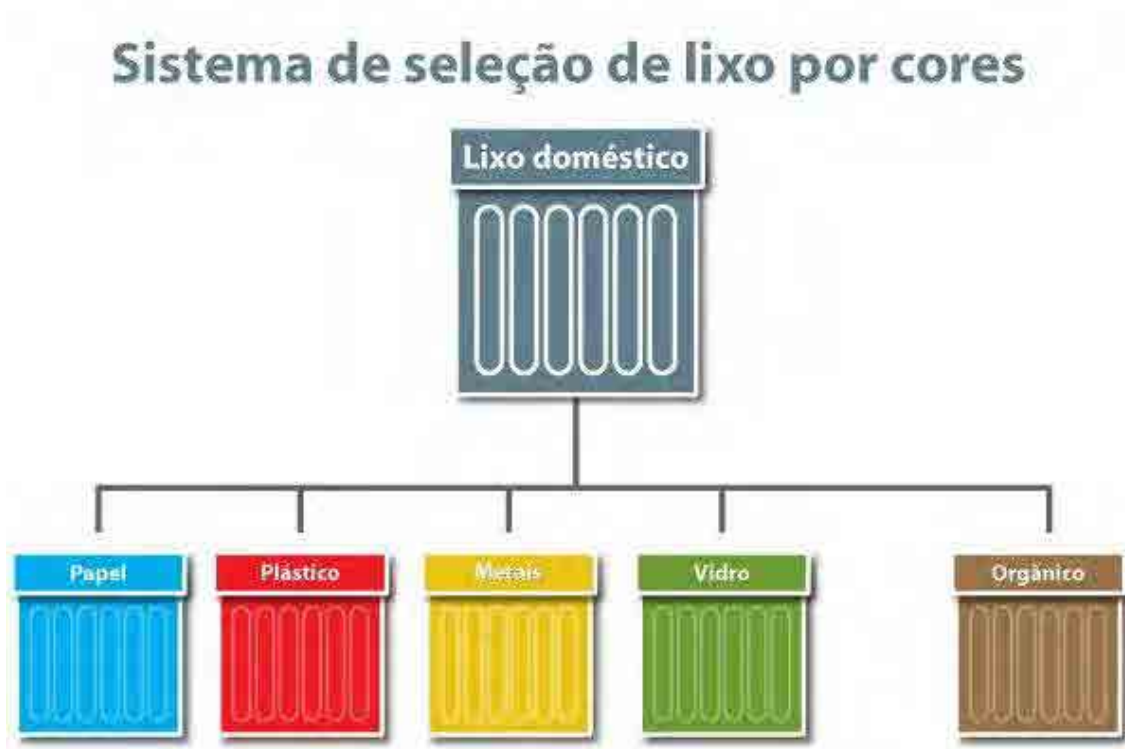 Sistema de seleção de lixo por cores
Lixo doméstico
Papel
Plástico
Metais
Vidro
Orgânico